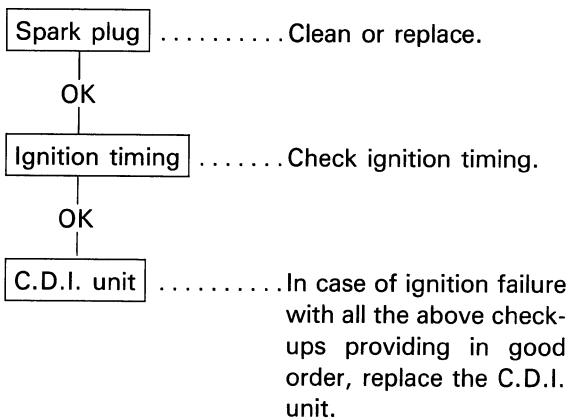 Spark plug ..........Clean or replace.
OK
Ignition timing .......Check ignition timing.
OK
C.D.I. unit ..........In case of ignition failure
with all the above check-
ups providing in good
order, replace the C.D.I.
unit.